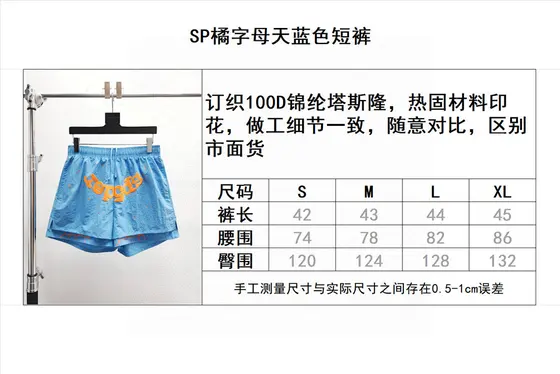 SP橘字母天蓝色短裤
订织100D锦纶塔斯隆，热固材料印
花，做工细节一致，随意对比，区别
市面货
尺码 S M L XL
裤长 42 43 44 45
腰围 74 78 82 86
臀围 120 124 128 132
手工测量尺寸与实际尺寸之间存在0.5-1cm误差